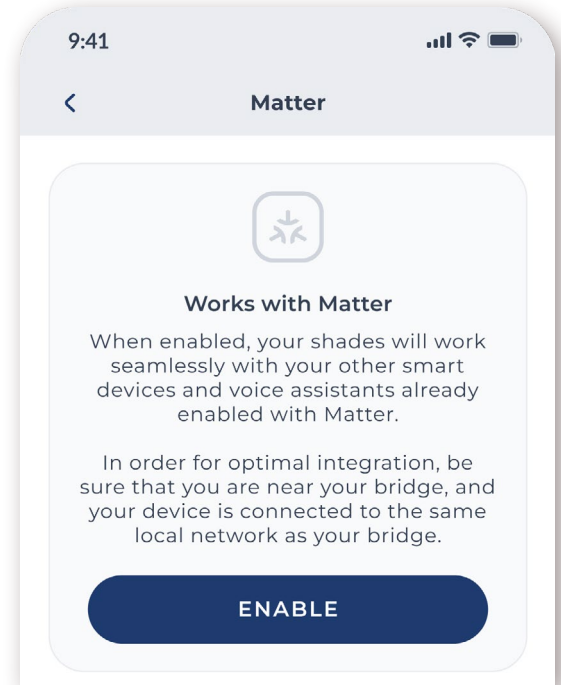 9:41
Matter
Works with Matter
When enabled, your shades will work
seamlessly with your other smart
devices and voice assistants already
enabled with Matter.
In order for optimal integration, be
sure that you are near your bridge, and
your device is connected to the same
local network as your bridge.
ENABLE